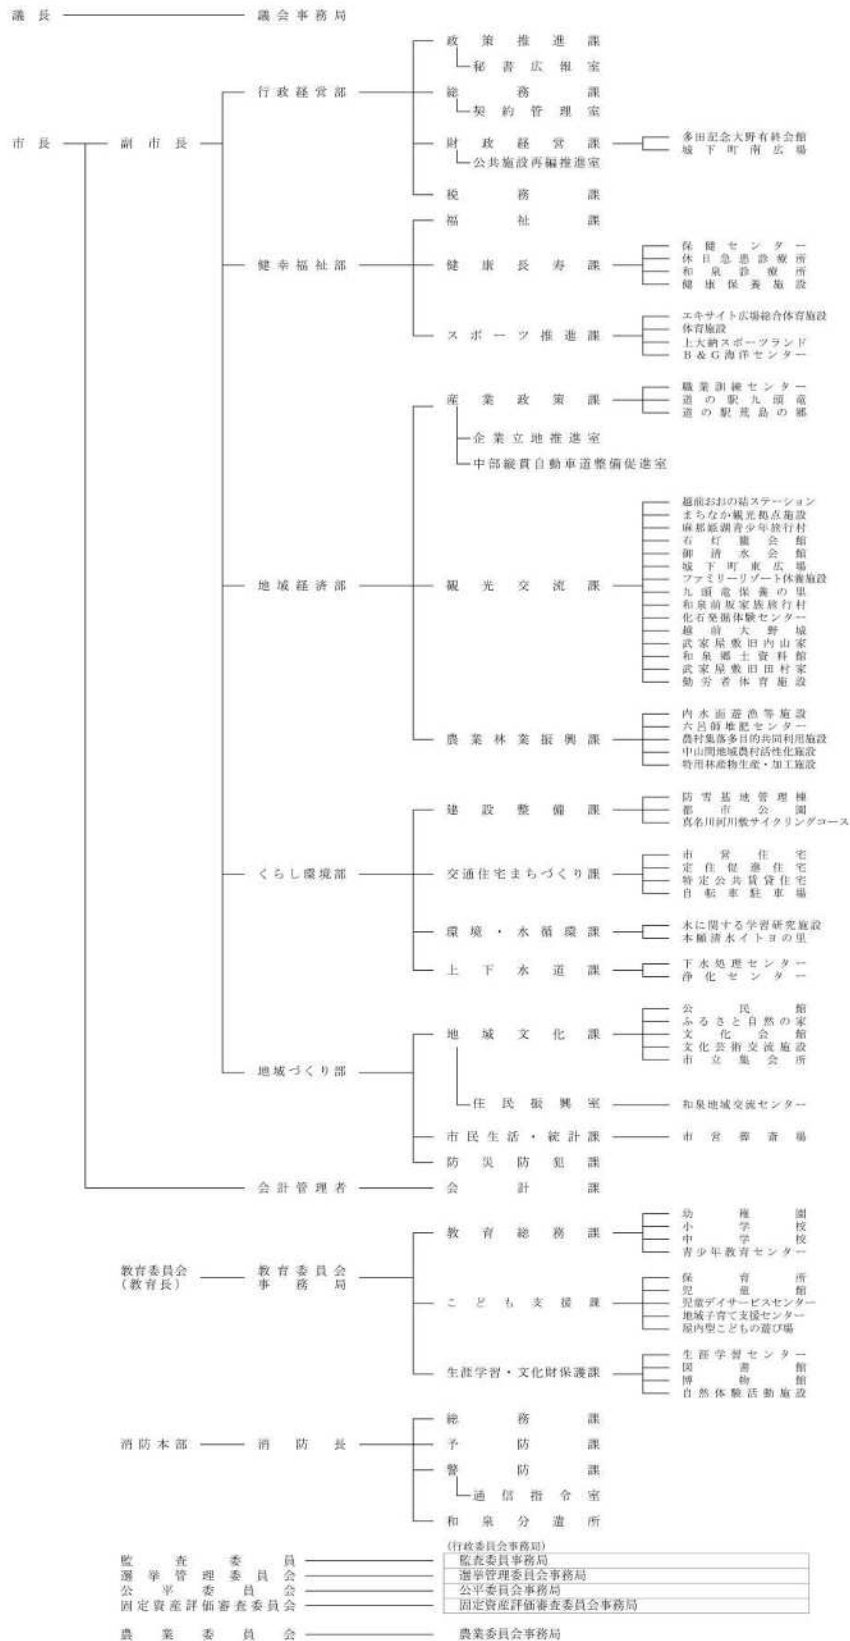 議長 議会事務局
政策推進課
秘書広報室
行政経営部 総務課
契約管理室
多田記念大野有終会館
市長 副市長 財政経営課
城下町南広場
公共施設再編推進室
税務課
福祉課
保健センター
休日急患診療所
健幸福祉部 健康長寿課
和泉診療所
健康保養施設
エキサイト広場総合体育施設
体育施設
スポーツ推進課
上大納スポーツランド
B&G海洋センター
職業訓練センター
産業政策課 道の駅九頭竜
道の駅荒島の郷
企業立地推進室
中部縦貫自動車道整備促進室
越前おおの結ステーション
まちなか観光拠点施設
麻那姫湖青少年旅行村
石灯籠会館
御清水会館
城下町東広場
ファミリーリゾート休養施設
地域経済部 観光交流課 九頭竜保養の里
和泉前坂家族旅行村
化石発掘体験センター
越前大野城
武家屋敷旧内山家
和泉郷土資料館
武家屋敷旧田村家
勤労者体育施設
内水面遊漁等施設
六呂師堆肥センター
農業林業振興課 農村集落多目的共同利用施設
中山間地域農村活性化施設
特用林産物生産・加工施設
防雪基地管理棟
建設整備課 都市公園
真名川河川敷サイクリングコース
市営住宅
定住促進住宅
くらし環境部 交通住宅まちづくり課
特定公共賃貸住宅
自転車駐車場
水に関する学習研究施設
環境・水循環課
本願清水イトヨの里
下水処理センター
上下水道課
浄化センター
公民館
ふるさと自然の家
地域文化課 文化会館
文化芸術交流施設
市立集会所
地域づくり部
住民振興室 和泉地域交流センター
市民生活・統計課 市営葬斎場
防災防犯課
会計管理者 会計課
幼稚園
小学校
教育総務課
中学校
青少年教育センター
教育委員会 教育委員会
(教育長) 事務局
保育所
児童館
こども支援課 児童デイサービスセンター
地域子育て支援センター
屋内型こどもの遊び場
生涯学習センター
図書館
生涯学習・文化財保護課
博物館
自然体験活動施設
総務課
消防本部 消防長 予防課
警防課
通信指令室
和泉分遣所
(行政委員会事務局)
監査委員 監査委員事務局
選挙管理委員会 選挙管理委員会事務局
公平委員会 公平委員会事務局
固定資産評価審査委員会 固定資産評価審査委員会事務局
農業委員会 農業委員会事務局